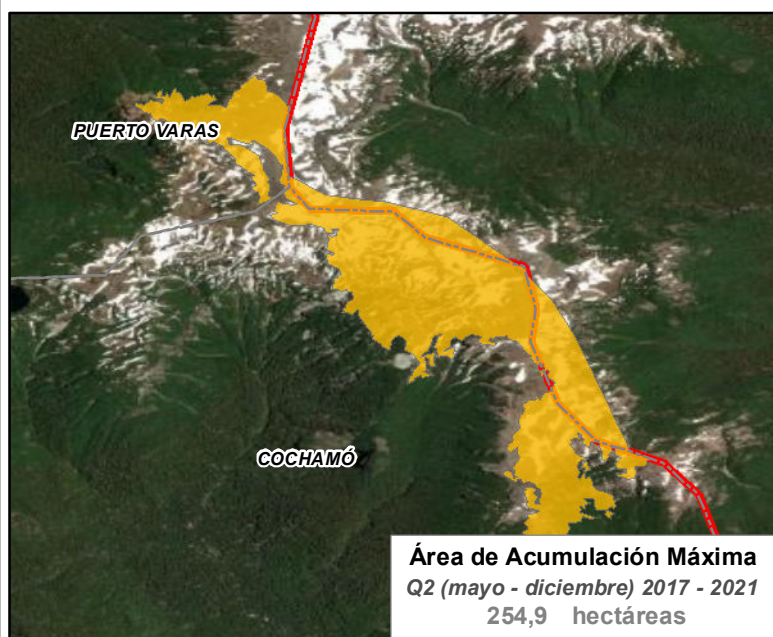 PUERTO VARAS
COCHAMÓ
Área de Acumulación Máxima
Q2 (mayo - diciembre) 2017 - 2021
254,9 hectáreas